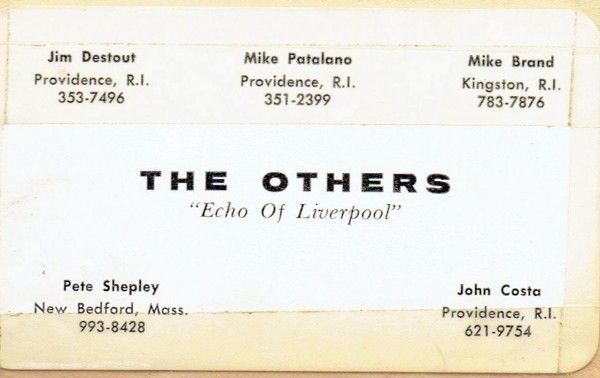 Jim Destout
Providence, R.I.
353-7496
Mike Patalano
Providence, R.I.
351-2399
Mike Brand
Kingston, R.I.
783-7876
THE OTHERS
"Echo Of Liverpool"
Pete Shepley
New Bedford, Mass.
993-8428
John Costa
Providence, R.I.
621-9754